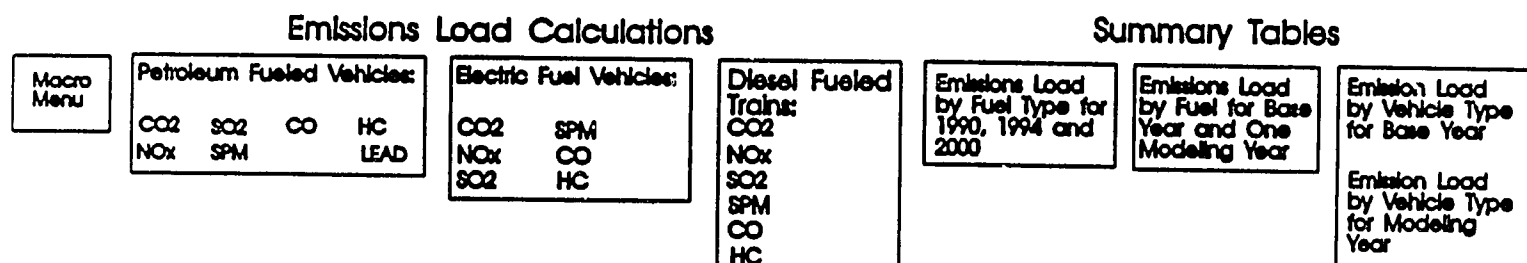 Emissions Load Calculations
Summary Tables
Macro
Menu
Petroleum Fueled Vehicles:
CO2 SO2 CO HC
NOx SPM LEAD
Electric Fuel Vehicles:
CO2 SPM
NOx CO
SO2 HC
Diesel Fueled
Trains:
CO2
NOx
SO2
SPM
CO
HC
Emissions Load
by Fuel Type for
1990, 1994 and
2000
Emissions Load
by Fuel for Base
Year and One
Modeling Year
Emission Load
by Vehicle Type
for Base Year
Emission Load
by Vehicle Type
for Modeling
Year